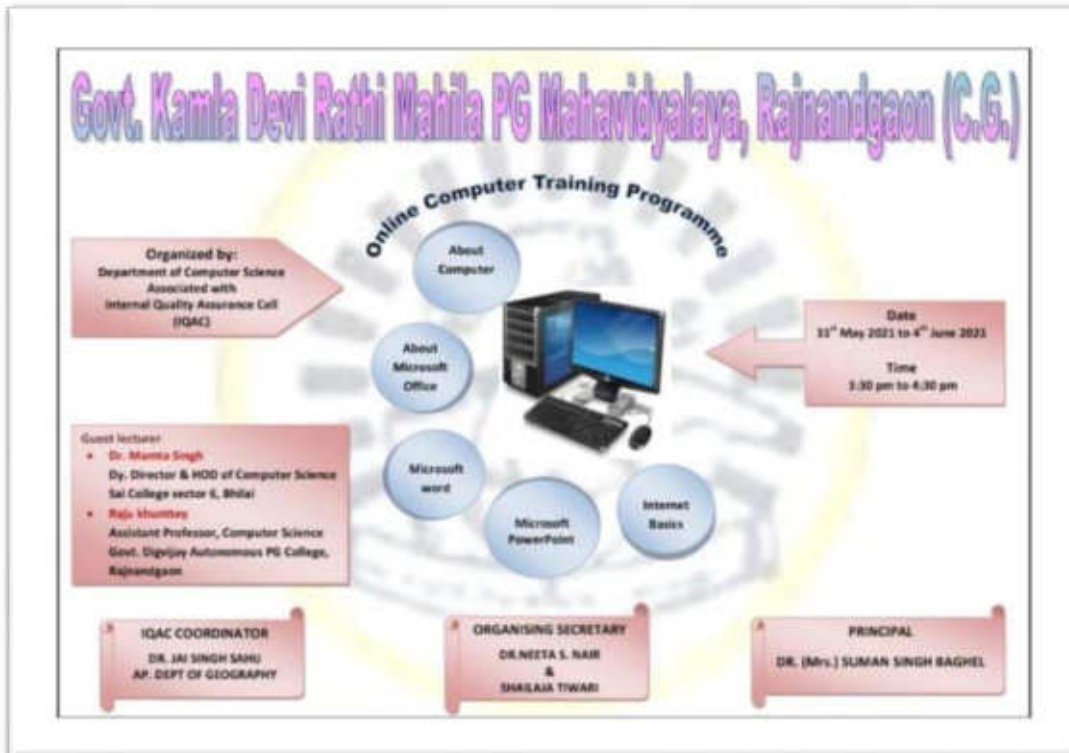 Govt. Kamla Devi Rathi Mahila PG Mahavidyalaya, Rajnandgaon (C.G.)
Online Computer Training Programme
Organized by:
Department of Computer Science
Associated with
Internal Quality Assurance Cell
(IQAC)
About
Computer
About
Microsoft
Office
Microsoft
word
Microsoft
PowerPoint
Internet
Basics
Date
31st May 2021 to 4th June 2021
Time
3:30 pm to 4:30 pm
Guest lecturer
• Dr. Mamta Singh
Dy. Director & HOD of Computer Science
Sai College sector 6, Bhilai
• Raju khunttey
Assistant Professor, Computer Science
Govt. Digvijay Autonomous PG College,
Rajnandgaon
IQAC COORDINATOR
DR. JAI SINGH SAHU
AP. DEPT OF GEOGRAPHY
ORGANISING SECRETARY
DR.NEETA S. NAIR
&
SHAILAJA TIWARI
PRINCIPAL
DR. (Mrs.) SUMAN SINGH BAGHEL